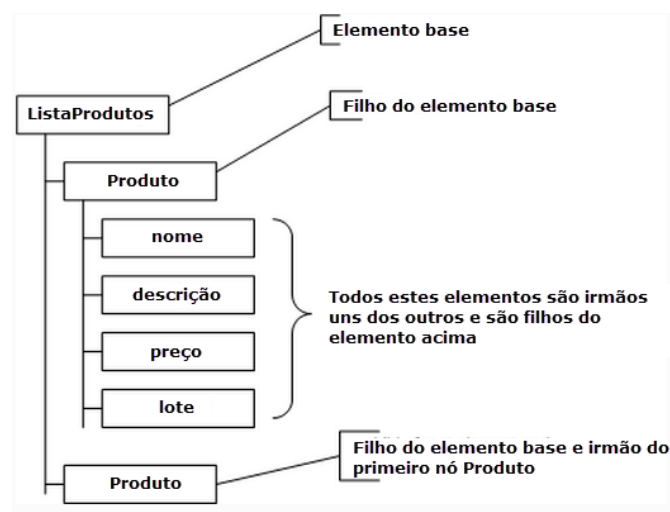 Elemento base
ListaProdutos
Filho do elemento base
Produto
nome
descrição
Todos estes elementos são irmãos
uns dos outros e são filhos do
elemento acima
preço
lote
Filho do elemento base e irmão do
primeiro nó Produto
Produto